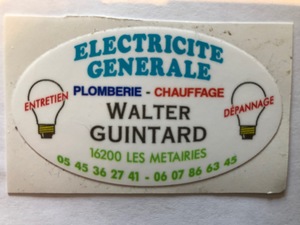 ELECTRICITE
GENERALE
PLOMBERIE - CHAUFFAGE
ENTRETIEN
DÉPANNAGE
WALTER
GUINTARD
16200 LES METAIRIES
05 45 36 27 41 - 06 07 86 63 45